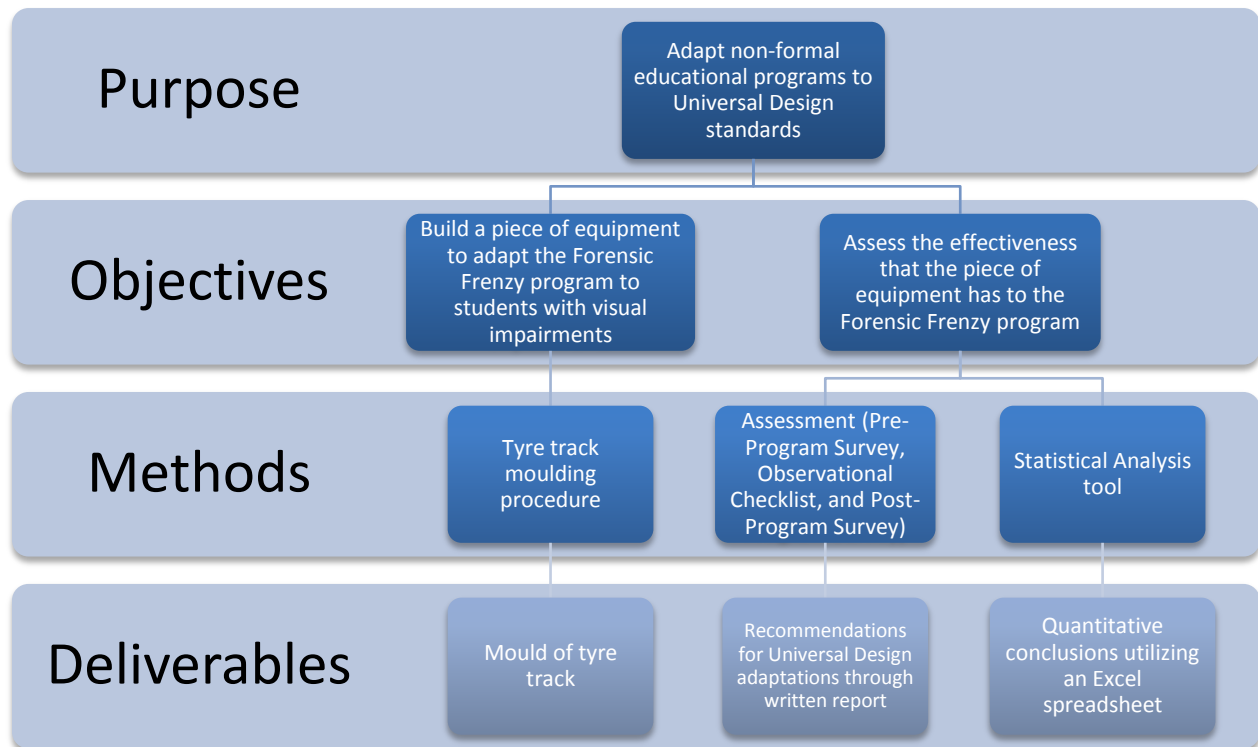 Purpose
Adapt non-formal
educational programs to
Universal Design
standards
Objectives
Build a piece of equipment
to adapt the Forensic
Frenzy program to
students with visual
impairments
Assess the effectiveness
that the piece of
equipment has to the
Forensic Frenzy program
Methods
Tyre track
moulding
procedure
Assessment (Pre-
Program Survey,
Observational
Checklist, and Post-
Program Survey)
Statistical Analysis
tool
Deliverables
Mould of tyre
track
Recommendations
for Universal Design
adaptations through
written report
Quantitative
conclusions utilizing
an Excel
spreadsheet